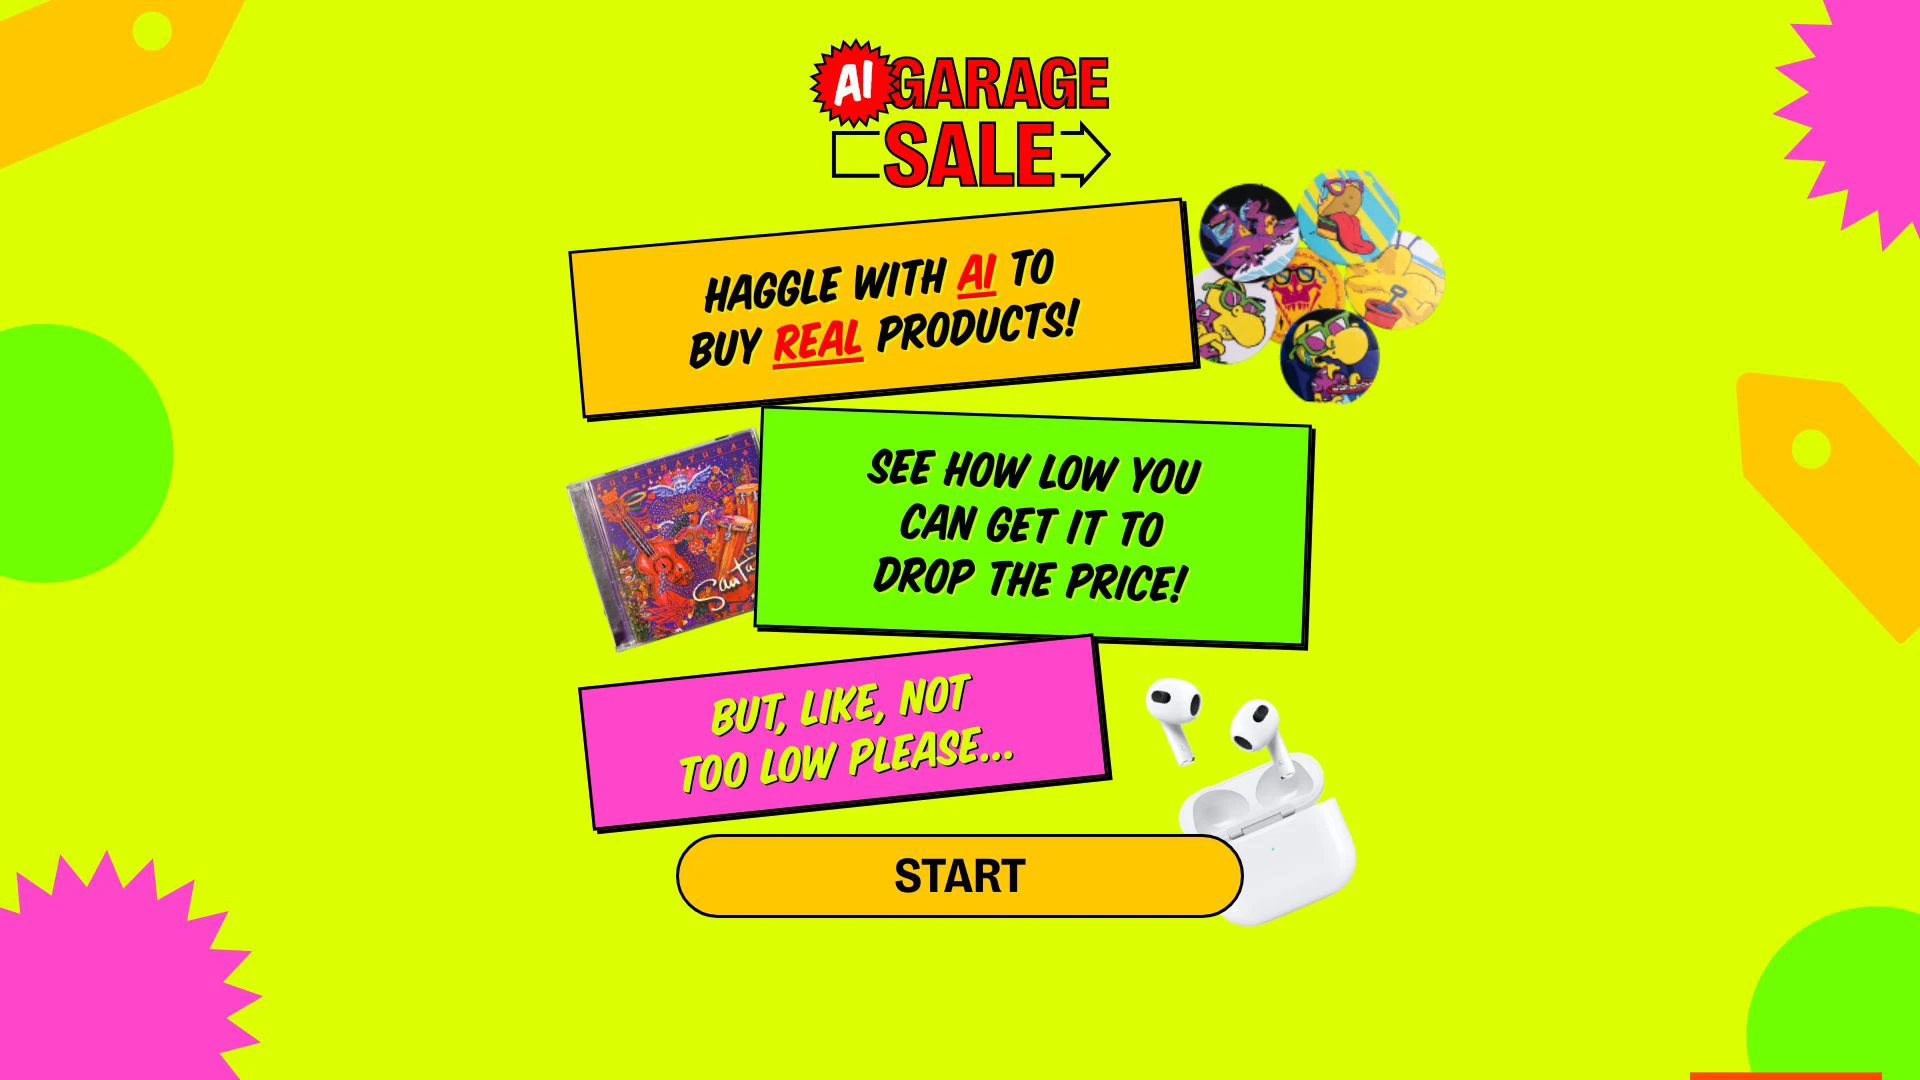 AI GARAGE
SALE
HAGGLE WITH AI TO
BUY REAL PRODUCTS!
SEE HOW LOW YOU
CAN GET IT TO
DROP THE PRICE!
SUPERNATURAL
BUT, LIKE, NOT
TOO LOW PLEASE...
START